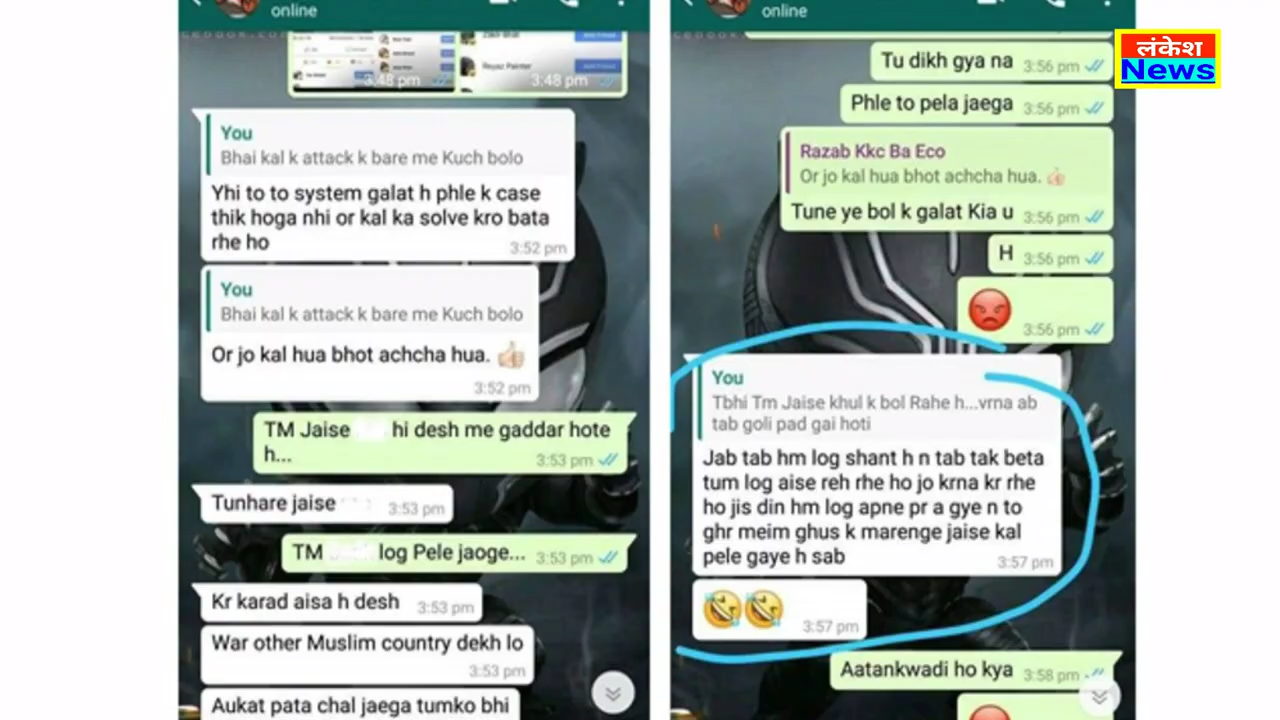 online
3:48 pm
Zakir Bhat
Reyaz Painter
3:48 pm
You
Bhai kal k attack k bare me Kuch bolo
Yhi to to system galat h phle k case
thik hoga nhi or kal ka solve kro bata
rhe ho
3:52 pm
You
Bhai kal k attack k bare me Kuch bolo
Or jo kal hua bhot achcha hua. 👍🏻
3:52 pm
TM Jaise hi desh me gaddar hote
h...
3:53 pm
Tunhare jaise
3:53 pm
TM log Pele jaoge...
3:53 pm
Kr karad aisa h desh
3:53 pm
War other Muslim country dekh lo
3:53 pm
Aukat pata chal jaega tumko bhi
online
Tu dikh gya na
3:56 pm
Phle to pela jaega
3:56 pm
Razab Kkc Ba Eco
Or jo kal hua bhot achcha hua. 👍🏻
Tune ye bol k galat Kia u
3:56 pm
H
3:56 pm
😡
3:56 pm
You
Tbhi Tm Jaise khul k bol Rahe h...vrna ab
tab goli pad gai hoti
Jab tab hm log shant h n tab tak beta
tum log aise reh rhe ho jo krna kr rhe
ho jis din hm log apne pr a gye n to
ghr meim ghus k marenge jaise kal
pele gaye h sab
3:57 pm
🤣🤣
3:57 pm
Aatankwadi ho kya
3:58 pm
लंकेश
News